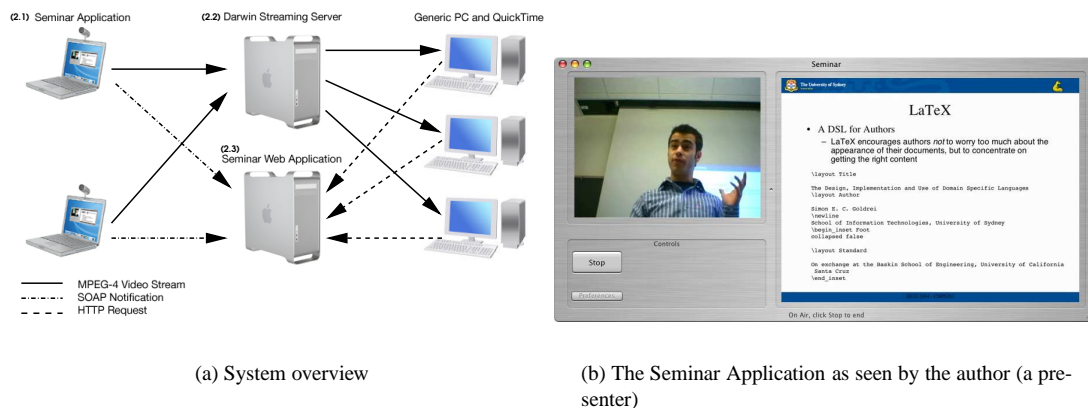 (2.1) Seminar Application
(2.2) Darwin Streaming Server
Generic PC and QuickTime
(2.3)
Seminar Web Application
MPEG-4 Video Stream
SOAP Notification
HTTP Request
(a) System overview
Seminar
The University of Sydney
LaTeX
• A DSL for Authors
– LaTeX encourages authors not to worry too much about the
appearance of their documents, but to concentrate on
getting the right content
\layout Title
The Design, Implementation and Use of Domain Specific Languages
\layout Author
Simon E. C. Goldrei
\newline
School of Information Technologies, University of Sydney
\begin_inset Foot
collapsed false
\layout Standard
On exchange at the Baskin School of Engineering, University of California
Santa Cruz
\end_inset
Controls
Stop
Preferences
On Air, click Stop to end
(b) The Seminar Application as seen by the author (a pre-
senter)